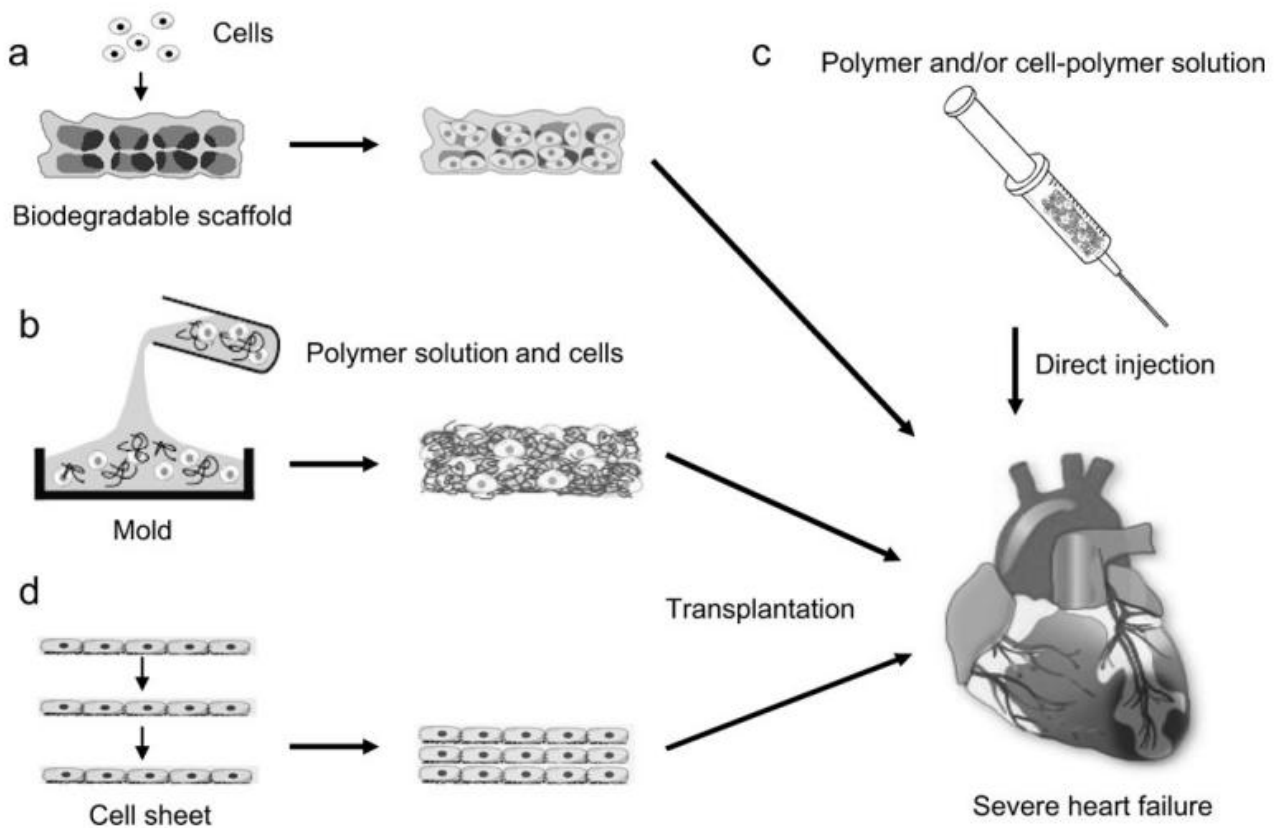 a
Cells
Biodegradable scaffold
b
Polymer solution and cells
Mold
c
Polymer and/or cell-polymer solution
Direct injection
d
Cell sheet
Transplantation
Severe heart failure